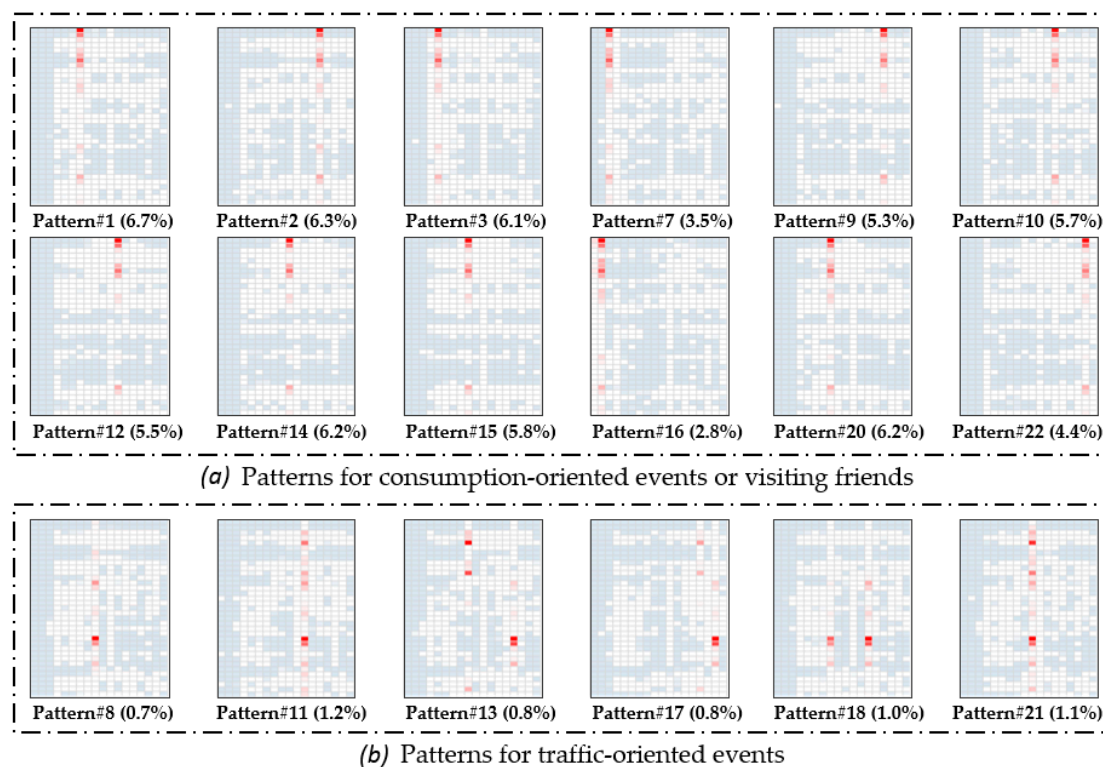 Pattern#1 (6.7%) Pattern#2 (6.3%) Pattern#3 (6.1%) Pattern#7 (3.5%) Pattern#9 (5.3%) Pattern#10 (5.7%)
Pattern#12 (5.5%) Pattern#14 (6.2%) Pattern#15 (5.8%) Pattern#16 (2.8%) Pattern#20 (6.2%) Pattern#22 (4.4%)
(a) Patterns for consumption-oriented events or visiting friends
Pattern#8 (0.7%) Pattern#11 (1.2%) Pattern#13 (0.8%) Pattern#17 (0.8%) Pattern#18 (1.0%) Pattern#21 (1.1%)
(b) Patterns for traffic-oriented events